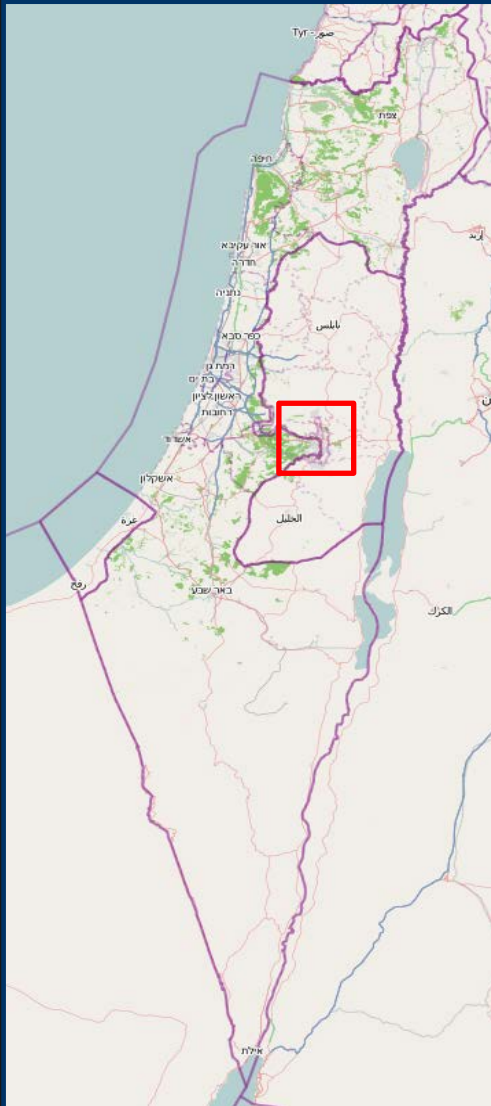 صور - Tyr
צפת
חיפה
إربد
אור עקיבא
חדרה
נתניה
نابلس
כפר סבא
רמת גן
בת ים
ראשון לציון
רחובות
אשדוד
אשקלון
الخليل
غزة
رفح
באר שבע
الكرك
אילת